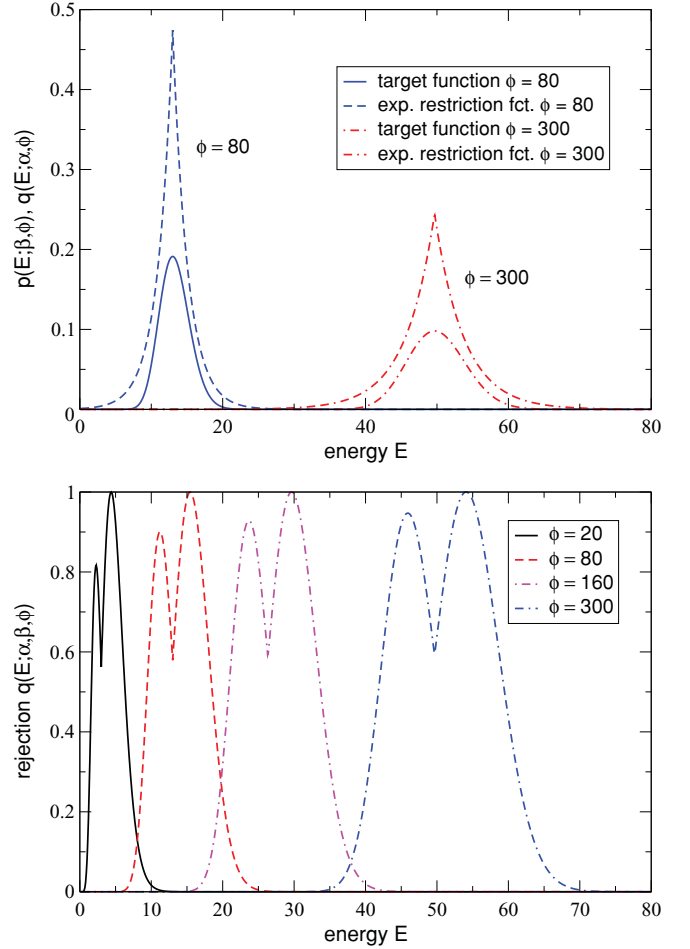 0.5
0.4
0.3
0.2
0.1
0
p(E;β,ϕ), q(E;α,ϕ)
target function ϕ = 80
exp. restriction fct. ϕ = 80
target function ϕ = 300
exp. restriction fct. ϕ = 300
ϕ = 80
ϕ = 300
0 20 40 60 80
energy E
1
0.8
0.6
0.4
0.2
0
rejection q(E;α,β,ϕ)
ϕ = 20
ϕ = 80
ϕ = 160
ϕ = 300
0 10 20 30 40 50 60 70 80
energy E